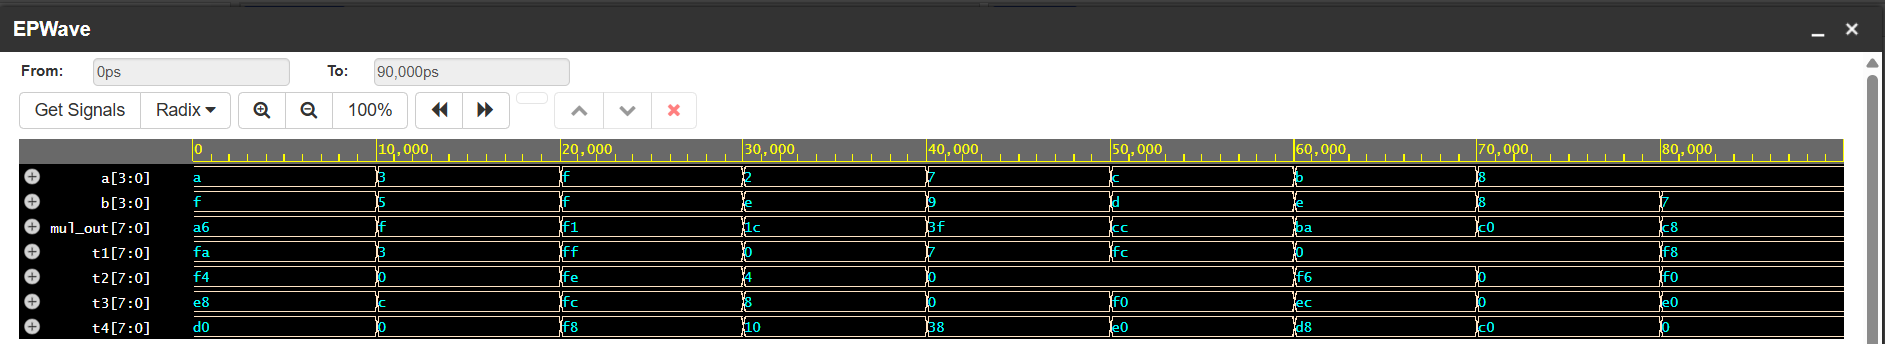 EPWave
From: 0ps To: 90,000ps
Get Signals Radix 100%
0 10,000 20,000 30,000 40,000 50,000 60,000 70,000 80,000
a[3:0] a 3 f 2 7 c b 8
b[3:0] f 5 f e 9 d e 8 7
mul_out[7:0] a6 f f1 1c 3f cc ba c0 c8
t1[7:0] fa 3 ff 0 7 fc 0 f8
t2[7:0] f4 0 fe 4 0 f6 0 f0
t3[7:0] e8 c fc 8 0 f0 ec 0 e0
t4[7:0] d0 0 f8 10 38 e0 d8 c0 0